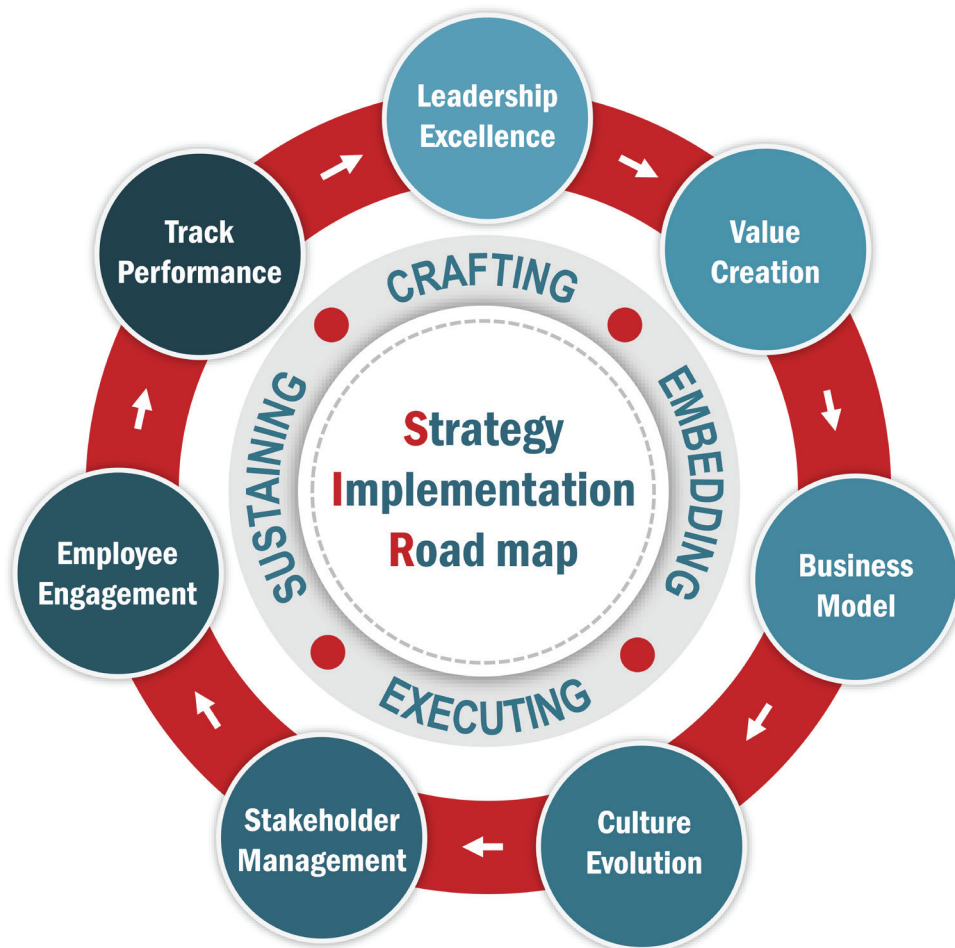 Leadership
Excellence
Value
Creation
Business
Model
Culture
Evolution
Stakeholder
Management
Employee
Engagement
Track
Performance
CRAFTING
EMBEDDING
EXECUTING
SUSTAINING
Strategy
Implementation
Road map